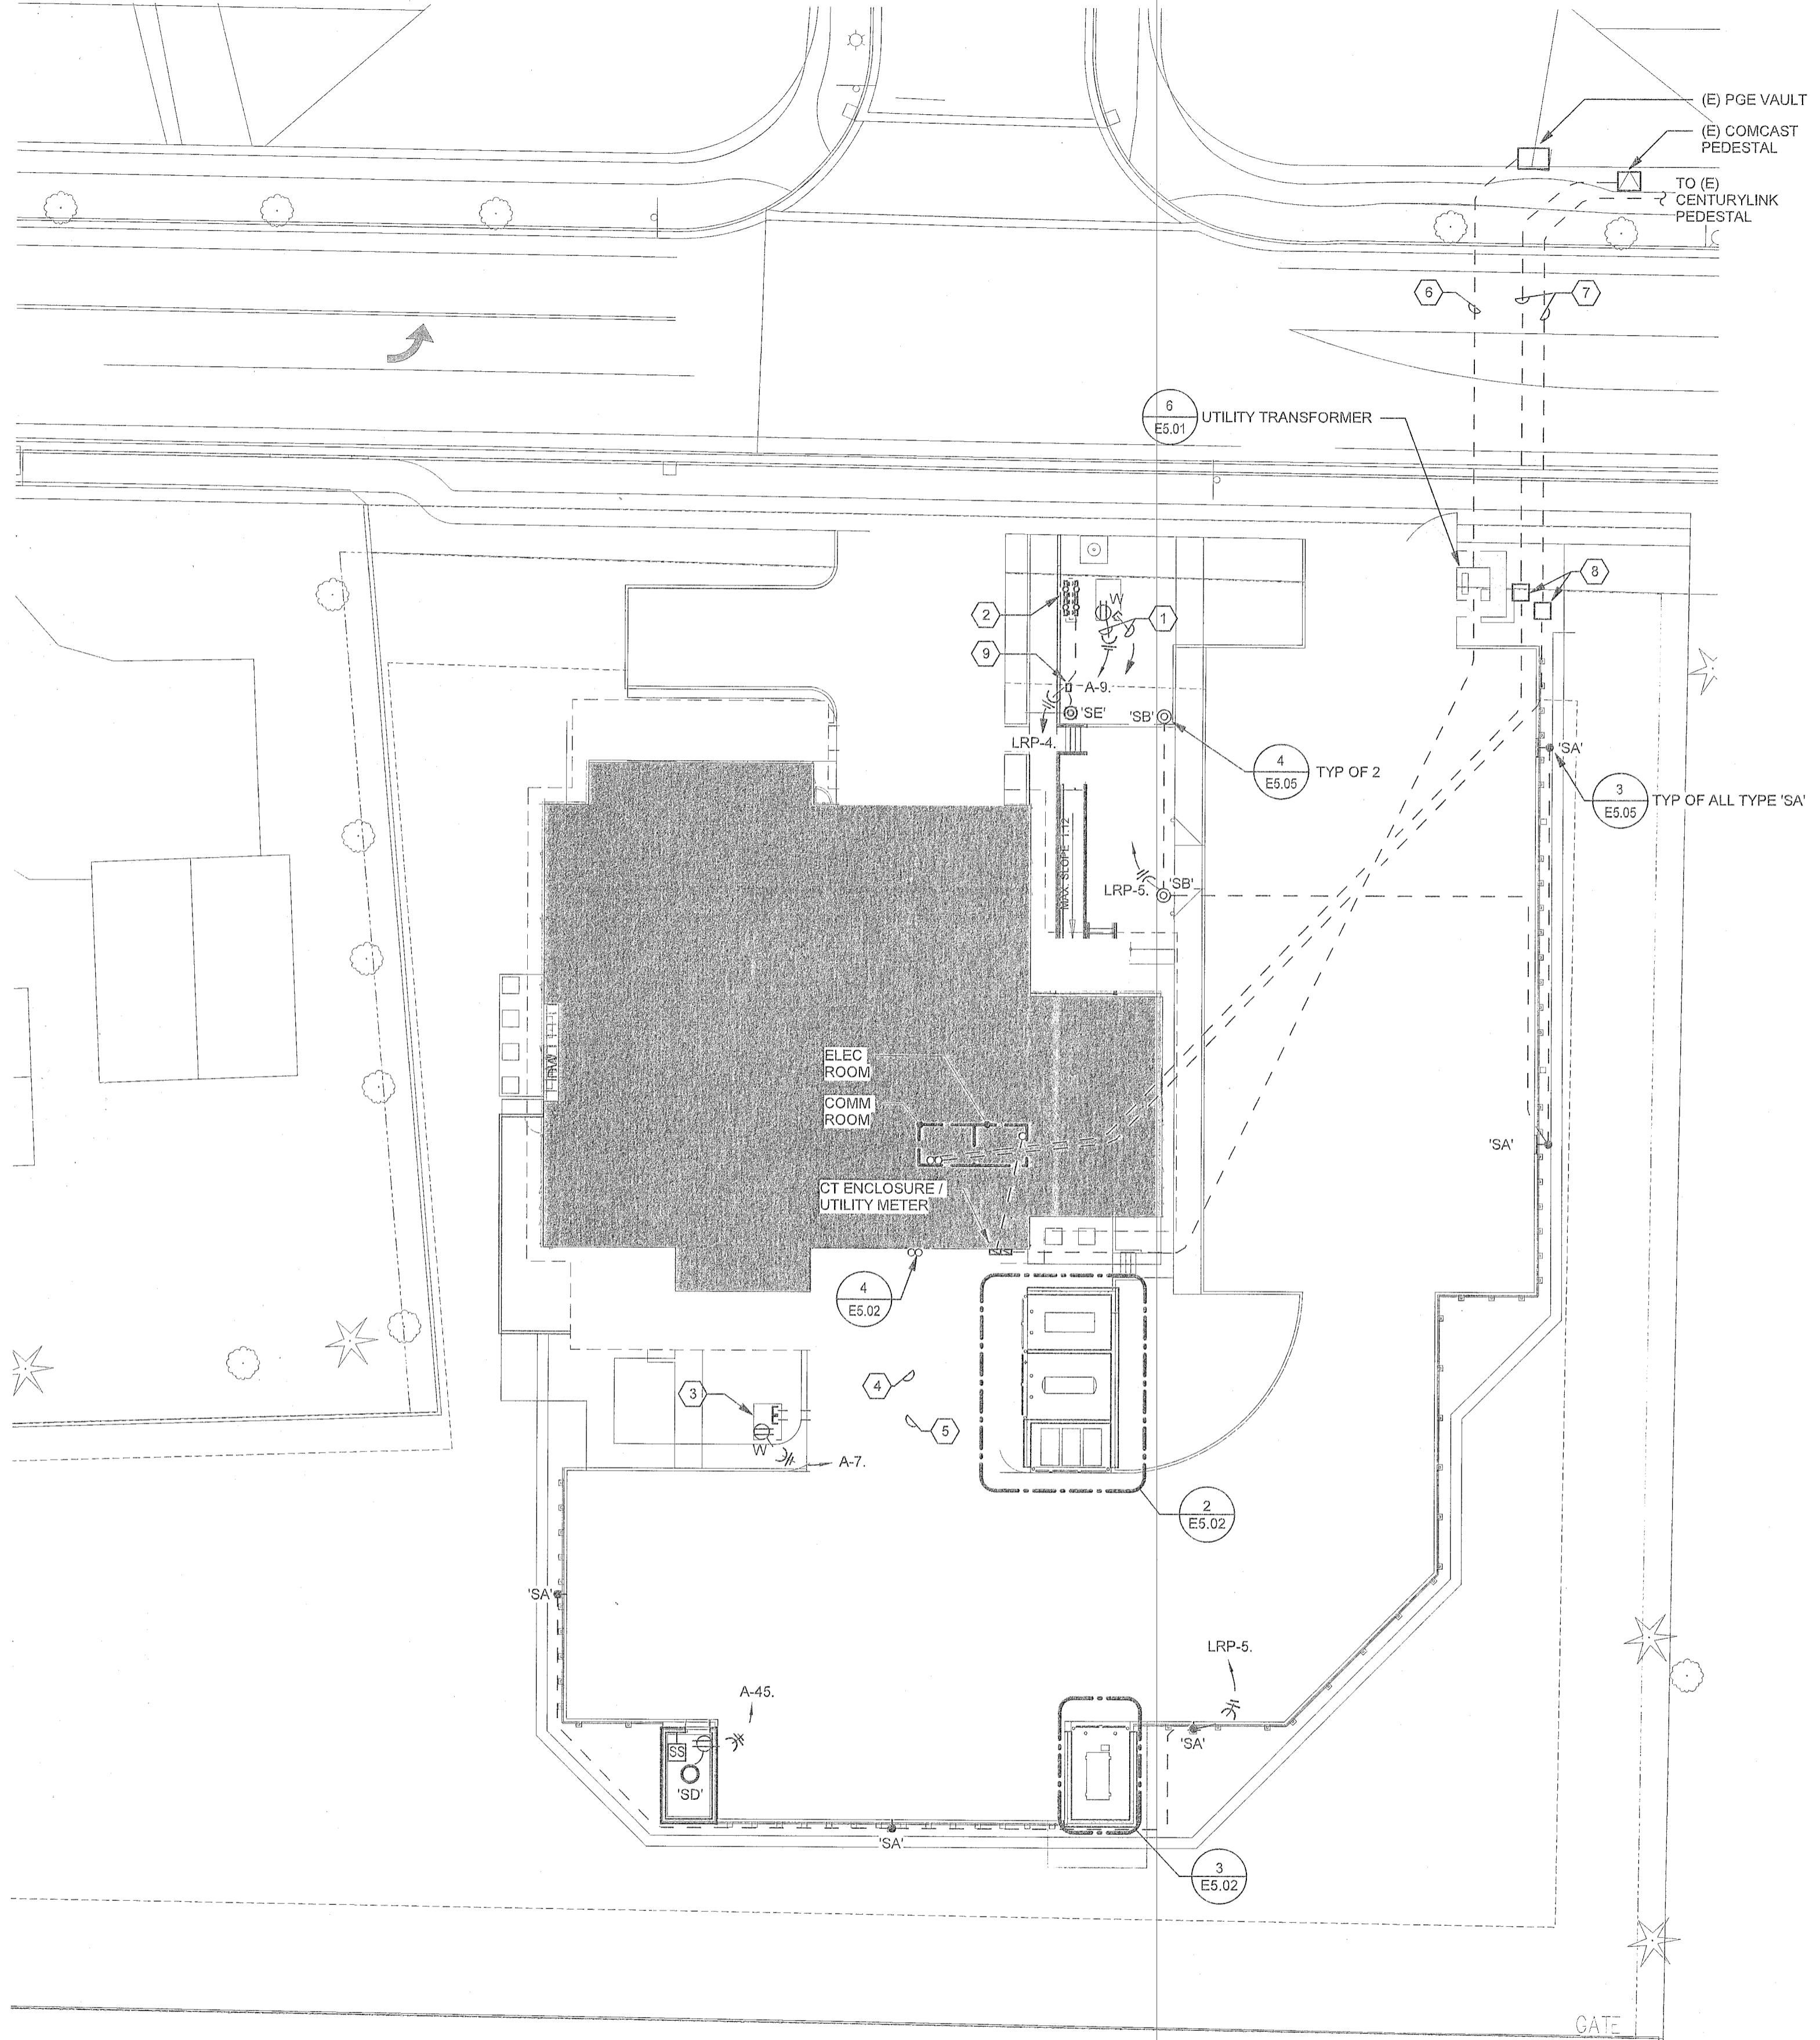 (E) PGE VAULT
(E) COMCAST
PEDESTAL
TO (E)
CENTURYLINK
PEDESTAL
6
7
6
E5.01
UTILITY TRANSFORMER
8
2
W
1
9
A-9.
'SE'
'SB'
LRP-4.
'SA'
4
E5.05
TYP OF 2
3
E5.05
TYP OF ALL TYPE 'SA'
MAX. SLOPE 1:12
LRP-5.
'SB'
ELEC
ROOM
COMM
ROOM
'SA'
CT ENCLOSURE /
UTILITY METER
4
E5.02
3
4
5
W
A-7.
2
E5.02
'SA'
LRP-5.
A-45.
SS
'SD'
'SA'
'SA'
3
E5.02
GATE